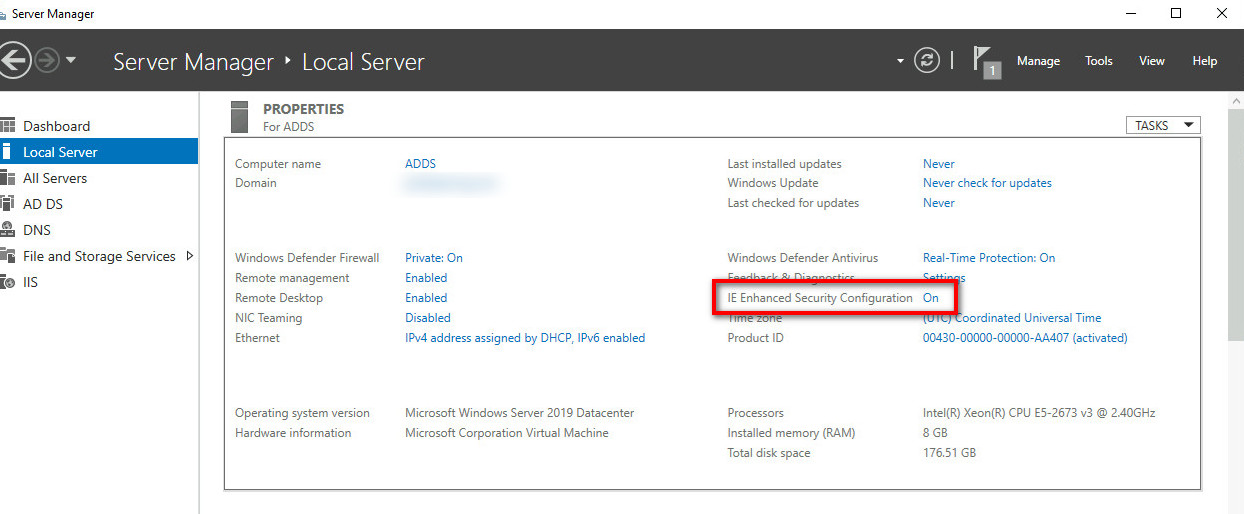 Server Manager
Server Manager ‣ Local Server
1
Manage Tools View Help
Dashboard
Local Server
All Servers
AD DS
DNS
File and Storage Services
IIS
PROPERTIES
For ADDS
TASKS
Computer name ADDS
Domain
Last installed updates Never
Windows Update Never check for updates
Last checked for updates Never
Windows Defender Firewall Private: On
Remote management Enabled
Remote Desktop Enabled
NIC Teaming Disabled
Ethernet IPv4 address assigned by DHCP, IPv6 enabled
Windows Defender Antivirus Real-Time Protection: On
Feedback & Diagnostics Settings
IE Enhanced Security Configuration On
Time zone (UTC) Coordinated Universal Time
Product ID 00430-00000-00000-AA407 (activated)
Operating system version Microsoft Windows Server 2019 Datacenter
Hardware information Microsoft Corporation Virtual Machine
Processors Intel(R) Xeon(R) CPU E5-2673 v3 @ 2.40GHz
Installed memory (RAM) 8 GB
Total disk space 176.51 GB